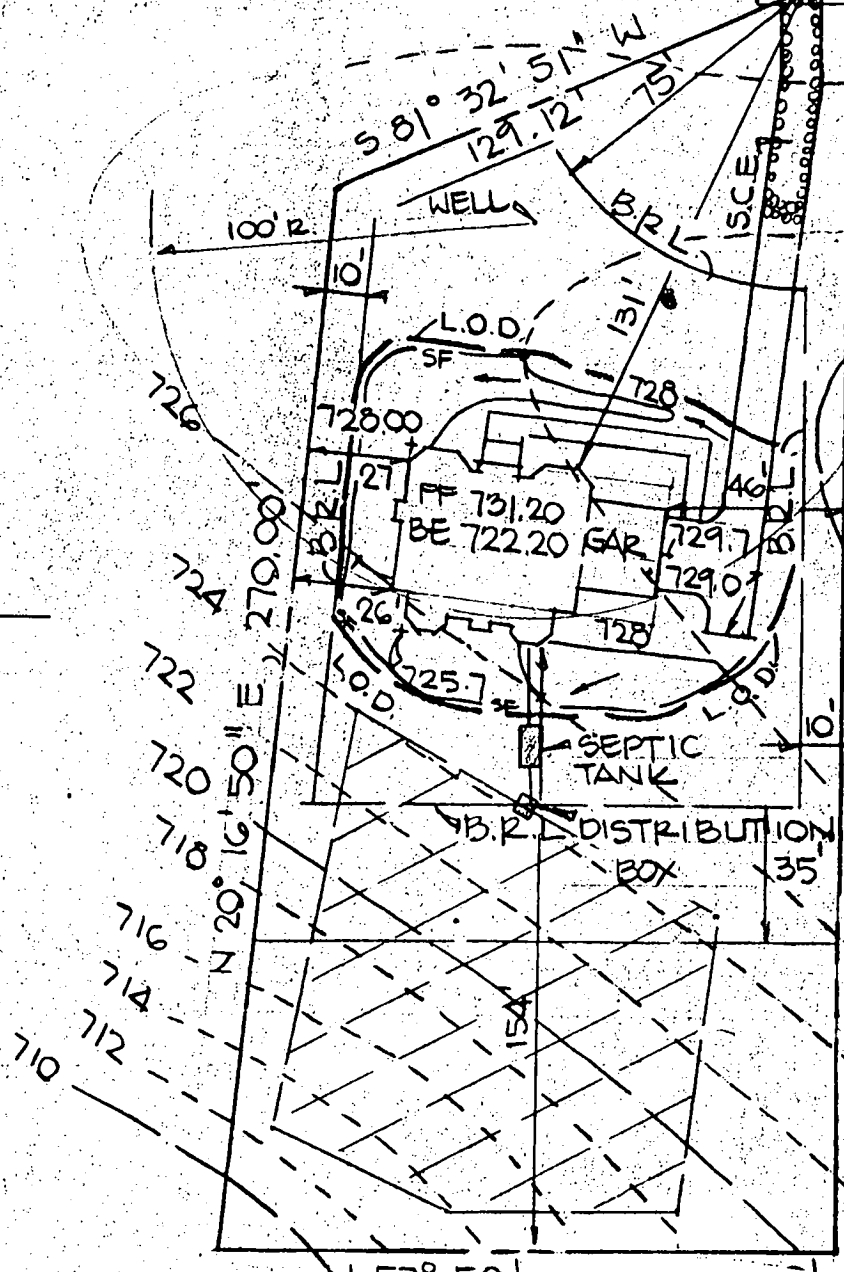 S 81° 32' 51" W
129.12'
75'
WELL
B.R.L.
S.C.E.
100' R
10
131'
L.O.D.
SF
728
726
728.00
27'
46'
B.R.L.
B.R.L.
FF 731.20
BE 722.20
GAR
729.7
729.0
N 20° 16' 50" E 270.00'
724
26'
SF
728
722
L.O.D.
725.7
SF
L.O.D.
10
720
SEPTIC
TANK
718
B.R.L.
DISTRIBUTION
BOX
35'
716
714
154'
712
710